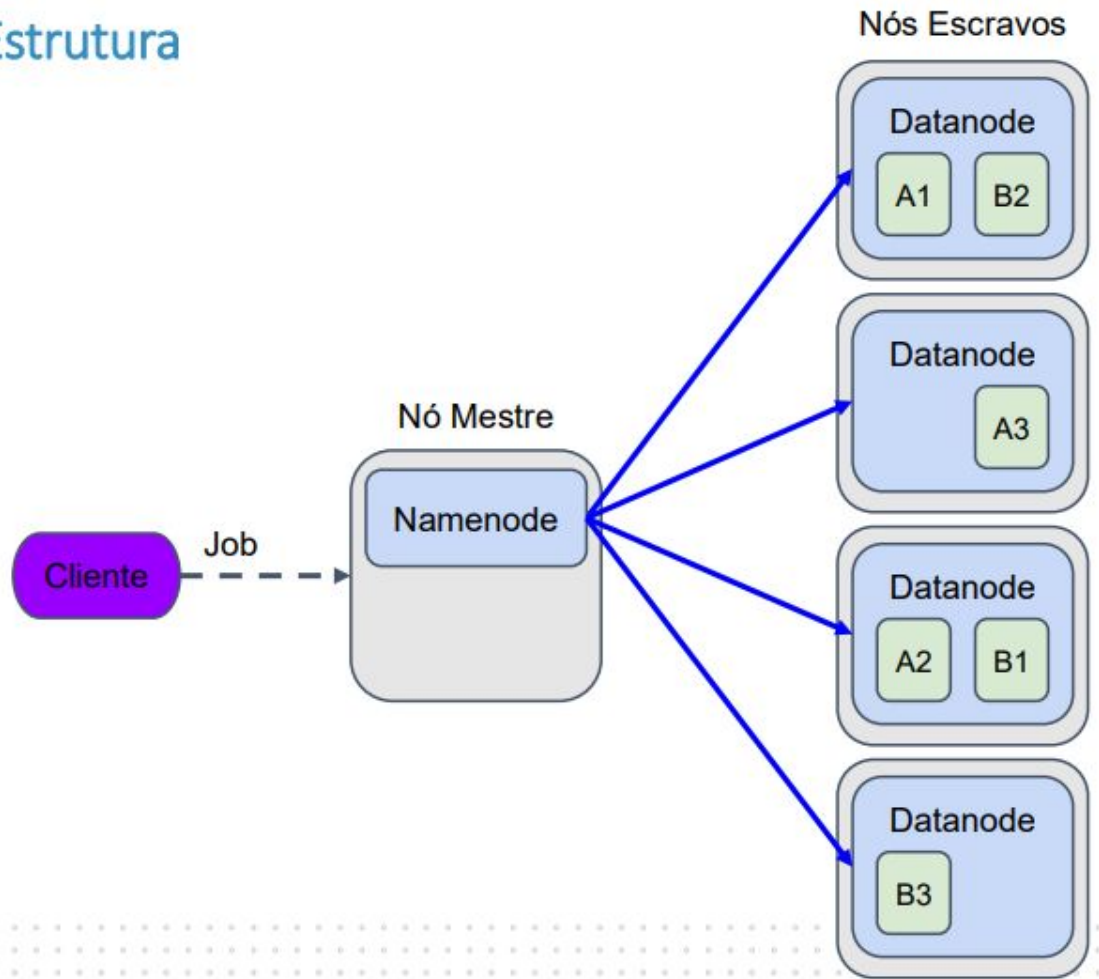 Estrutura
Nós Escravos
Datanode
A1 B2
Datanode
A3
Nó Mestre
Namenode
Job
Cliente
Datanode
A2 B1
Datanode
B3